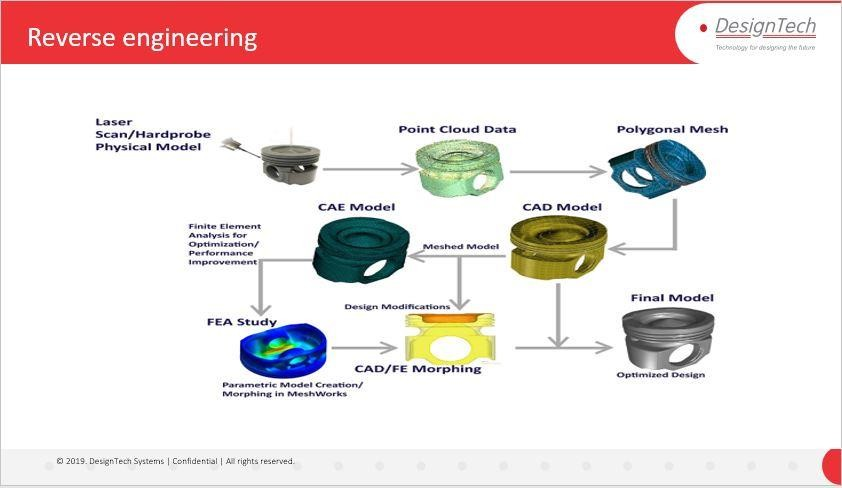 Reverse engineering
DesignTech
Technology for designing the future
Laser
Scan/Hardprobe
Physical Model
Point Cloud Data
Polygonal Mesh
CAE Model
CAD Model
Finite Element
Analysis for
Optimization/
Performance
Improvement
Meshed Model
Design Modifications
Final Model
FEA Study
CAD/FE Morphing
Optimized Design
Parametric Model Creation/
Morphing in MeshWorks
© 2019. DesignTech Systems | Confidential | All rights reserved.